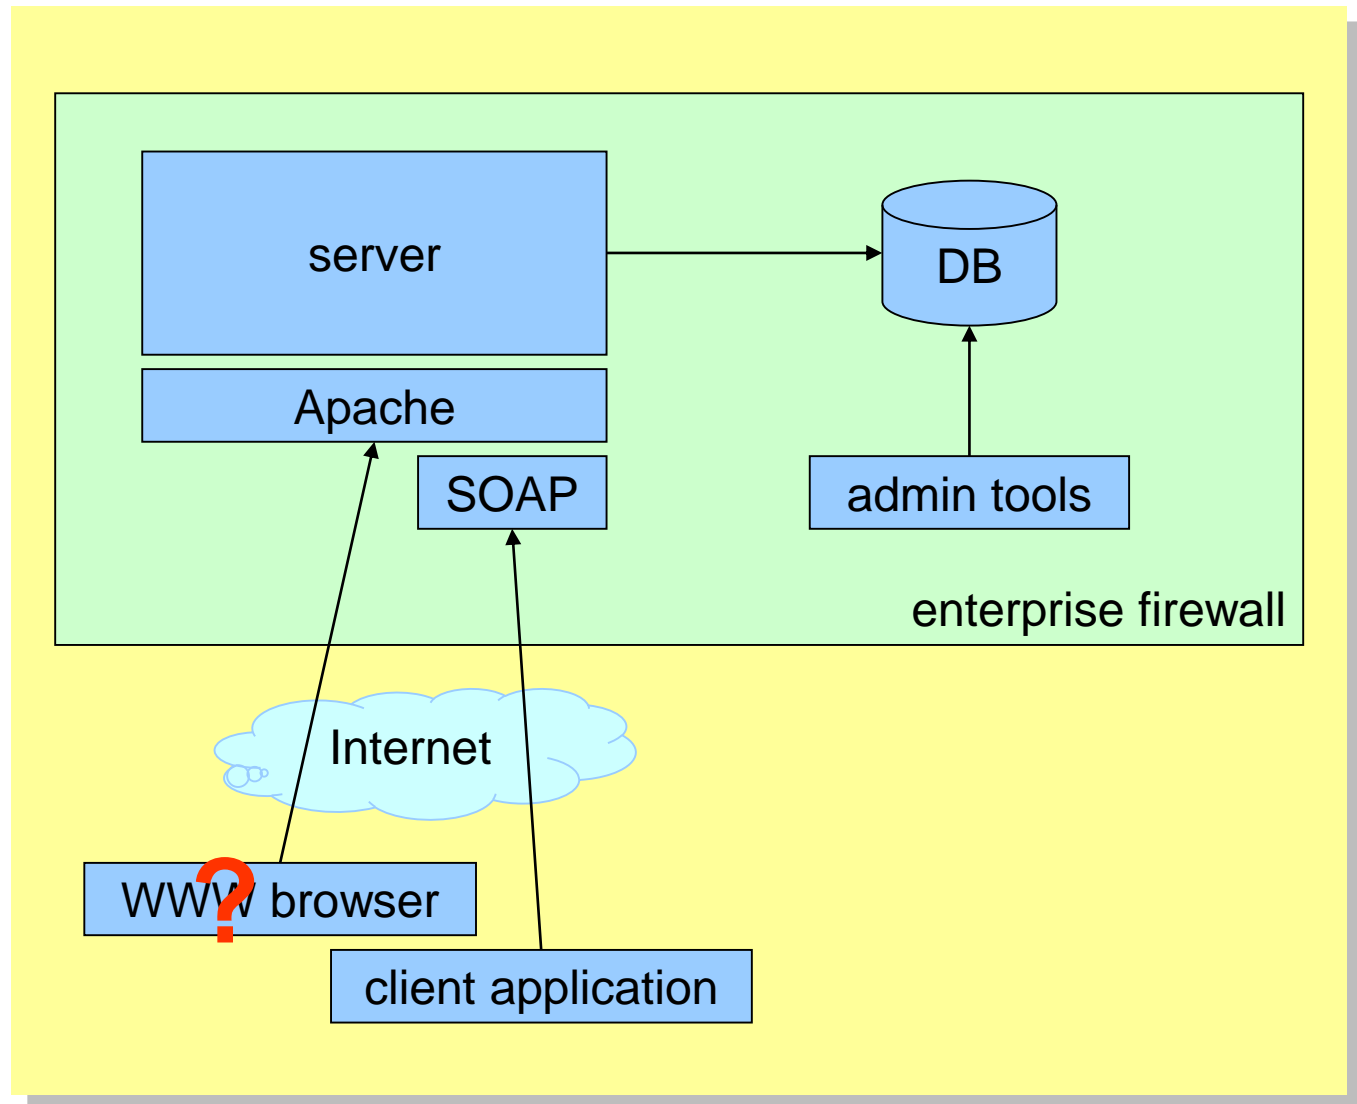 server
DB
Apache
SOAP
admin tools
enterprise firewall
Internet
WWW browser
?
client application